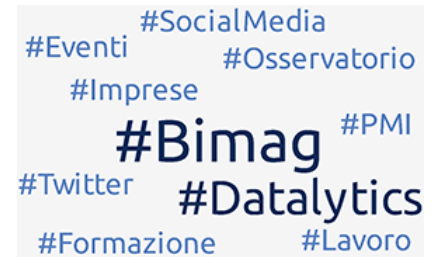 #SocialMedia
#Eventi
#Osservatorio
#Imprese
#Bimag #PMI
#Twitter
#Datalytics
#Formazione #Lavoro